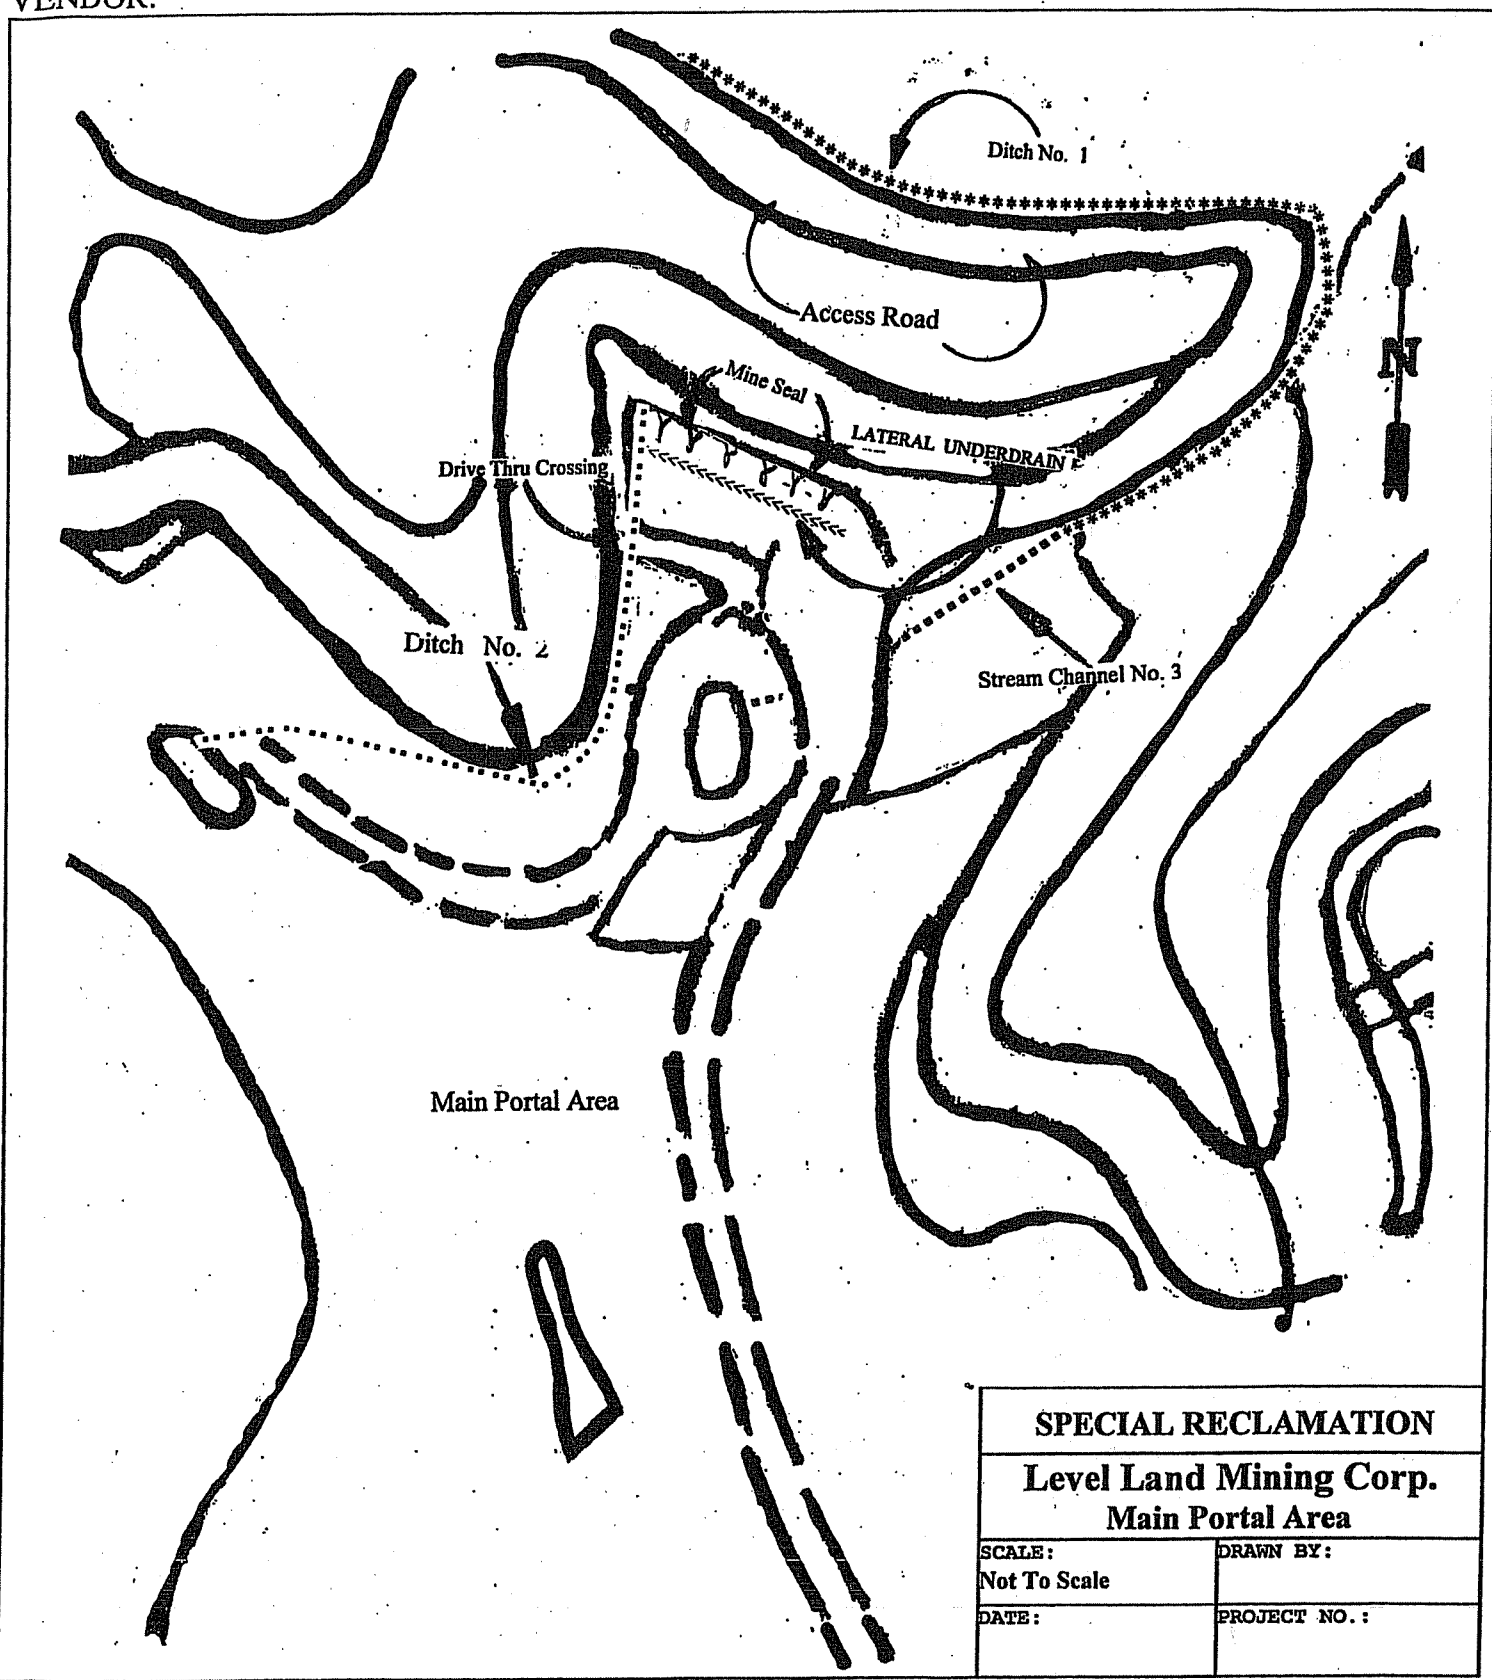 VENDOR:
Ditch No. 1
Access Road
N
Mine Seal
LATERAL UNDERDRAIN
Drive Thru Crossing
Ditch No. 2
Stream Channel No. 3
Main Portal Area
SPECIAL RECLAMATION
Level Land Mining Corp.
Main Portal Area
SCALE:
Not To Scale
DRAWN BY:
DATE:
PROJECT NO.: